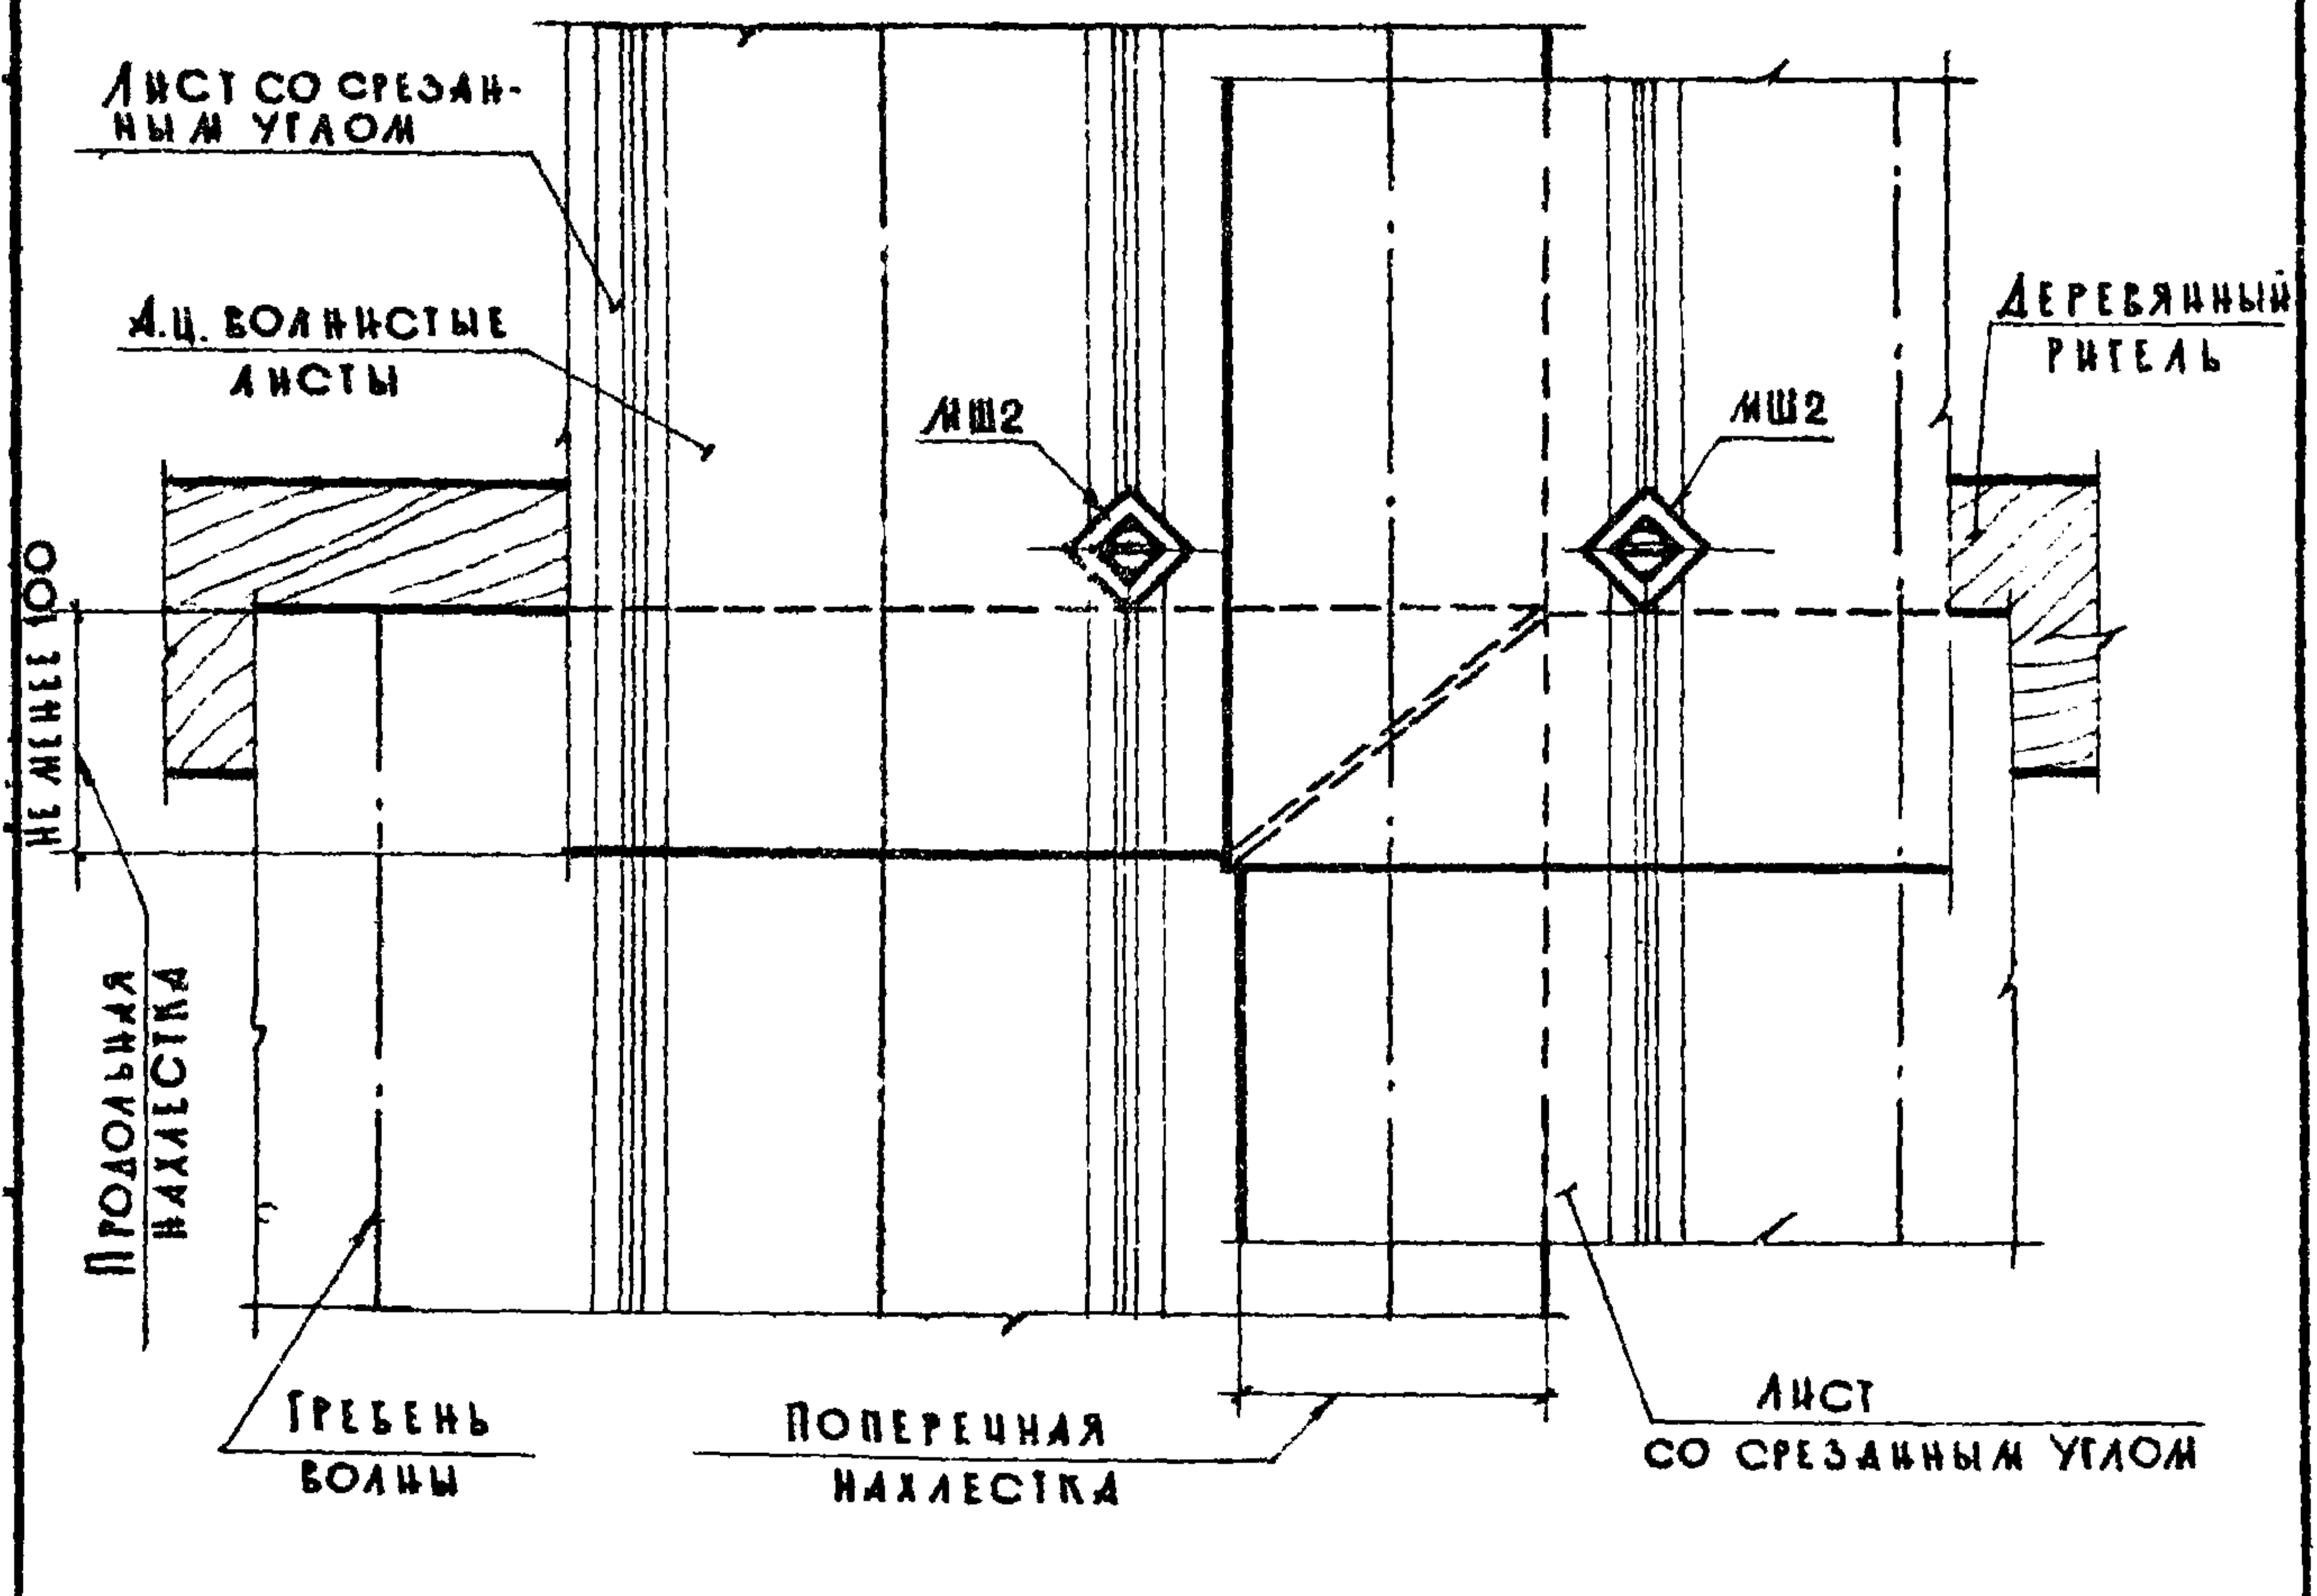 ЛИСТ СО СРЕЗАН-
НЫМ УГЛОМ
А.Ц. ВОЛНИСТЫЕ
ЛИСТЫ
МШ2
МШ2
ДЕРЕВЯННЫЙ
РИГЕЛЬ
НЕ МЕНЕЕ 100
ПРОДОЛЬНАЯ
НАХЛЕСТКА
ГРЕБЕНЬ
ВОЛНЫ
ПОПЕРЕЧНАЯ
НАХЛЕСТКА
ЛИСТ
СО СРЕЗАННЫМ УГЛОМ